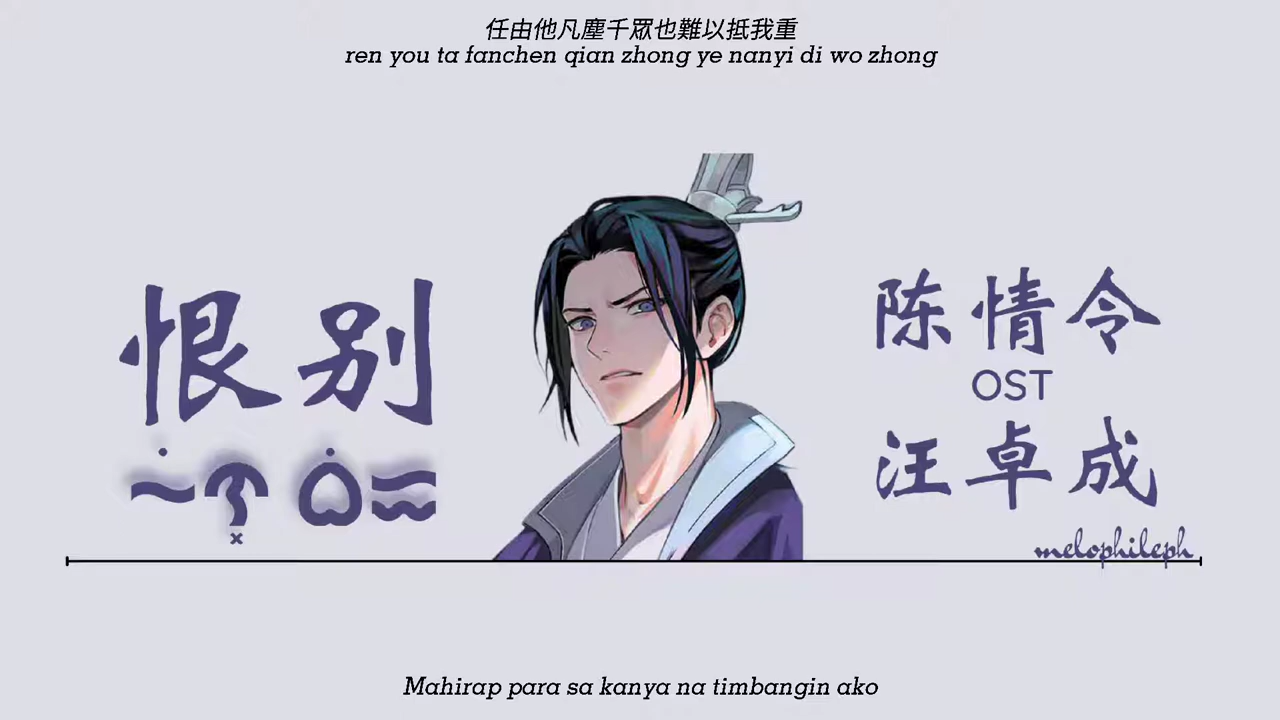 任由他凡塵千眾也難以抵我重
ren you ta fanchen qian zhong ye nanyi di wo zhong
恨别
ᜑᜒᜈ᜔ ᜊᜒᜁ
陈情令
OST
汪卓成
melophileph
Mahirap para sa kanya na timbangin ako